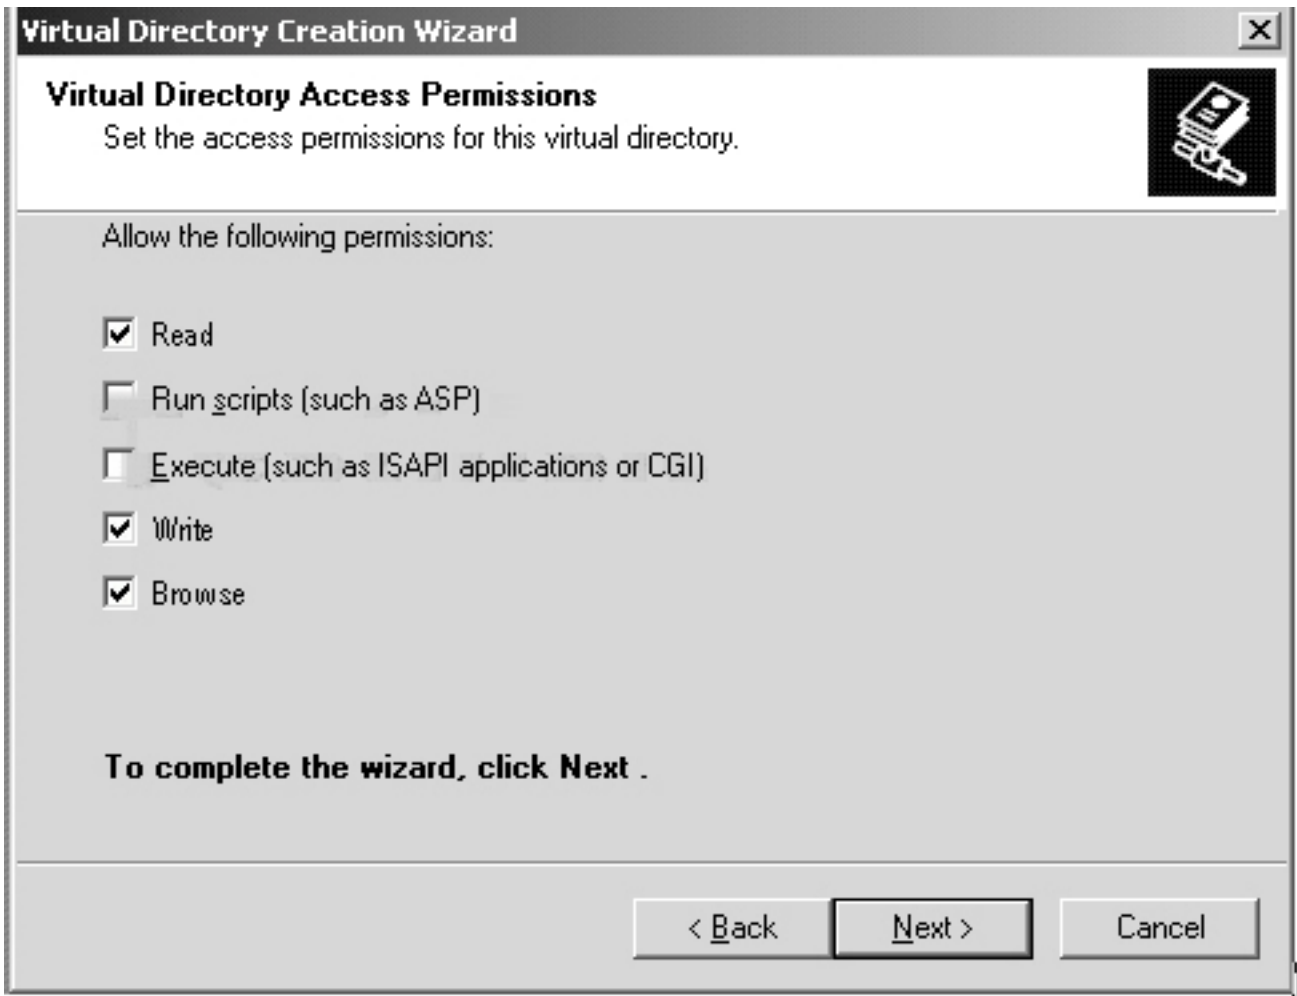 Virtual Directory Creation Wizard
Virtual Directory Access Permissions
Set the access permissions for this virtual directory.
Allow the following permissions:
Read
Run scripts (such as ASP)
Execute (such as ISAPI applications or CGI)
Write
Browse
To complete the wizard, click Next .
< Back Next > Cancel